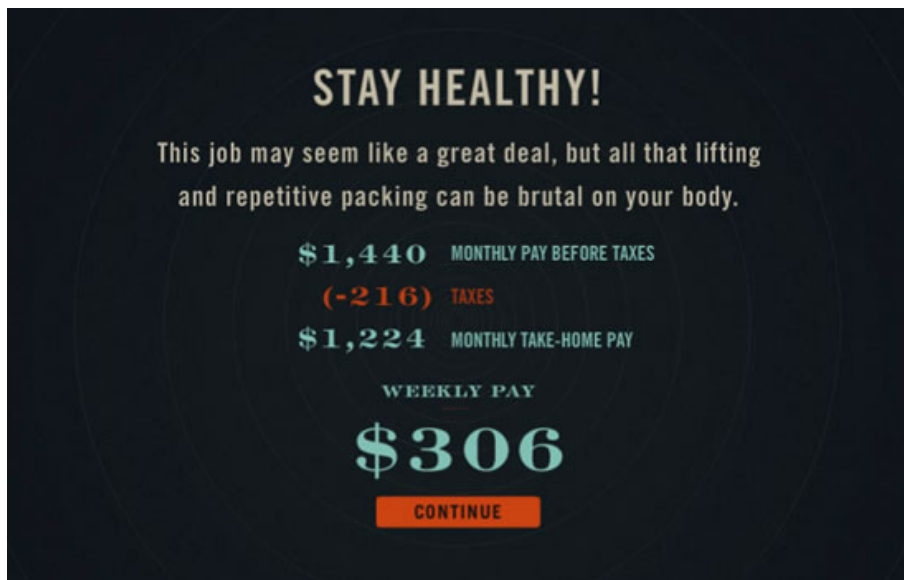 STAY HEALTHY!
This job may seem like a great deal, but all that lifting
and repetitive packing can be brutal on your body.
$1,440 MONTHLY PAY BEFORE TAXES
(-216) TAXES
$1,224 MONTHLY TAKE-HOME PAY
WEEKLY PAY
$306
CONTINUE